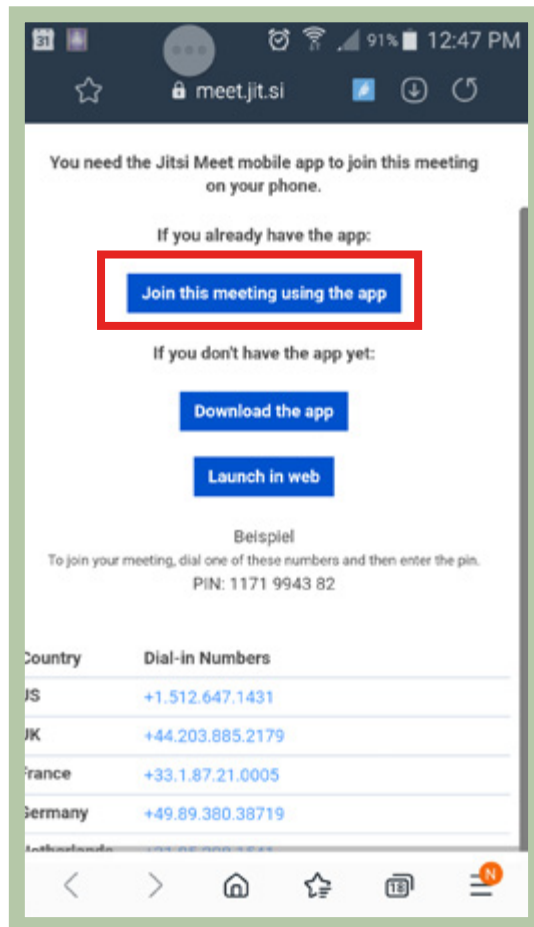 31 91% 12:47 PM
meet.jit.si
You need the Jitsi Meet mobile app to join this meeting
on your phone.
If you already have the app:
Join this meeting using the app
If you don't have the app yet:
Download the app
Launch in web
Beispiel
To join your meeting, dial one of these numbers and then enter the pin.
PIN: 1171 9943 82
Country Dial-in Numbers
US +1.512.647.1431
UK +44.203.885.2179
France +33.1.87.21.0005
Germany +49.89.380.38719
18 N